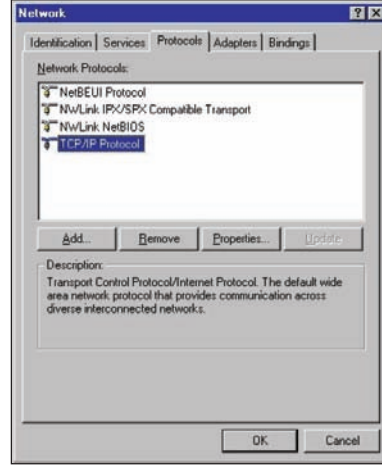 Network
Identification Services Protocols Adapters Bindings
Network Protocols:
NetBEUI Protocol
NWLink IPX/SPX Compatible Transport
NWLink NetBIOS
TCP/IP Protocol
Add... Remove Properties... Update
Description:
Transport Control Protocol/Internet Protocol. The default wide
area network protocol that provides communication across
diverse interconnected networks.
OK Cancel